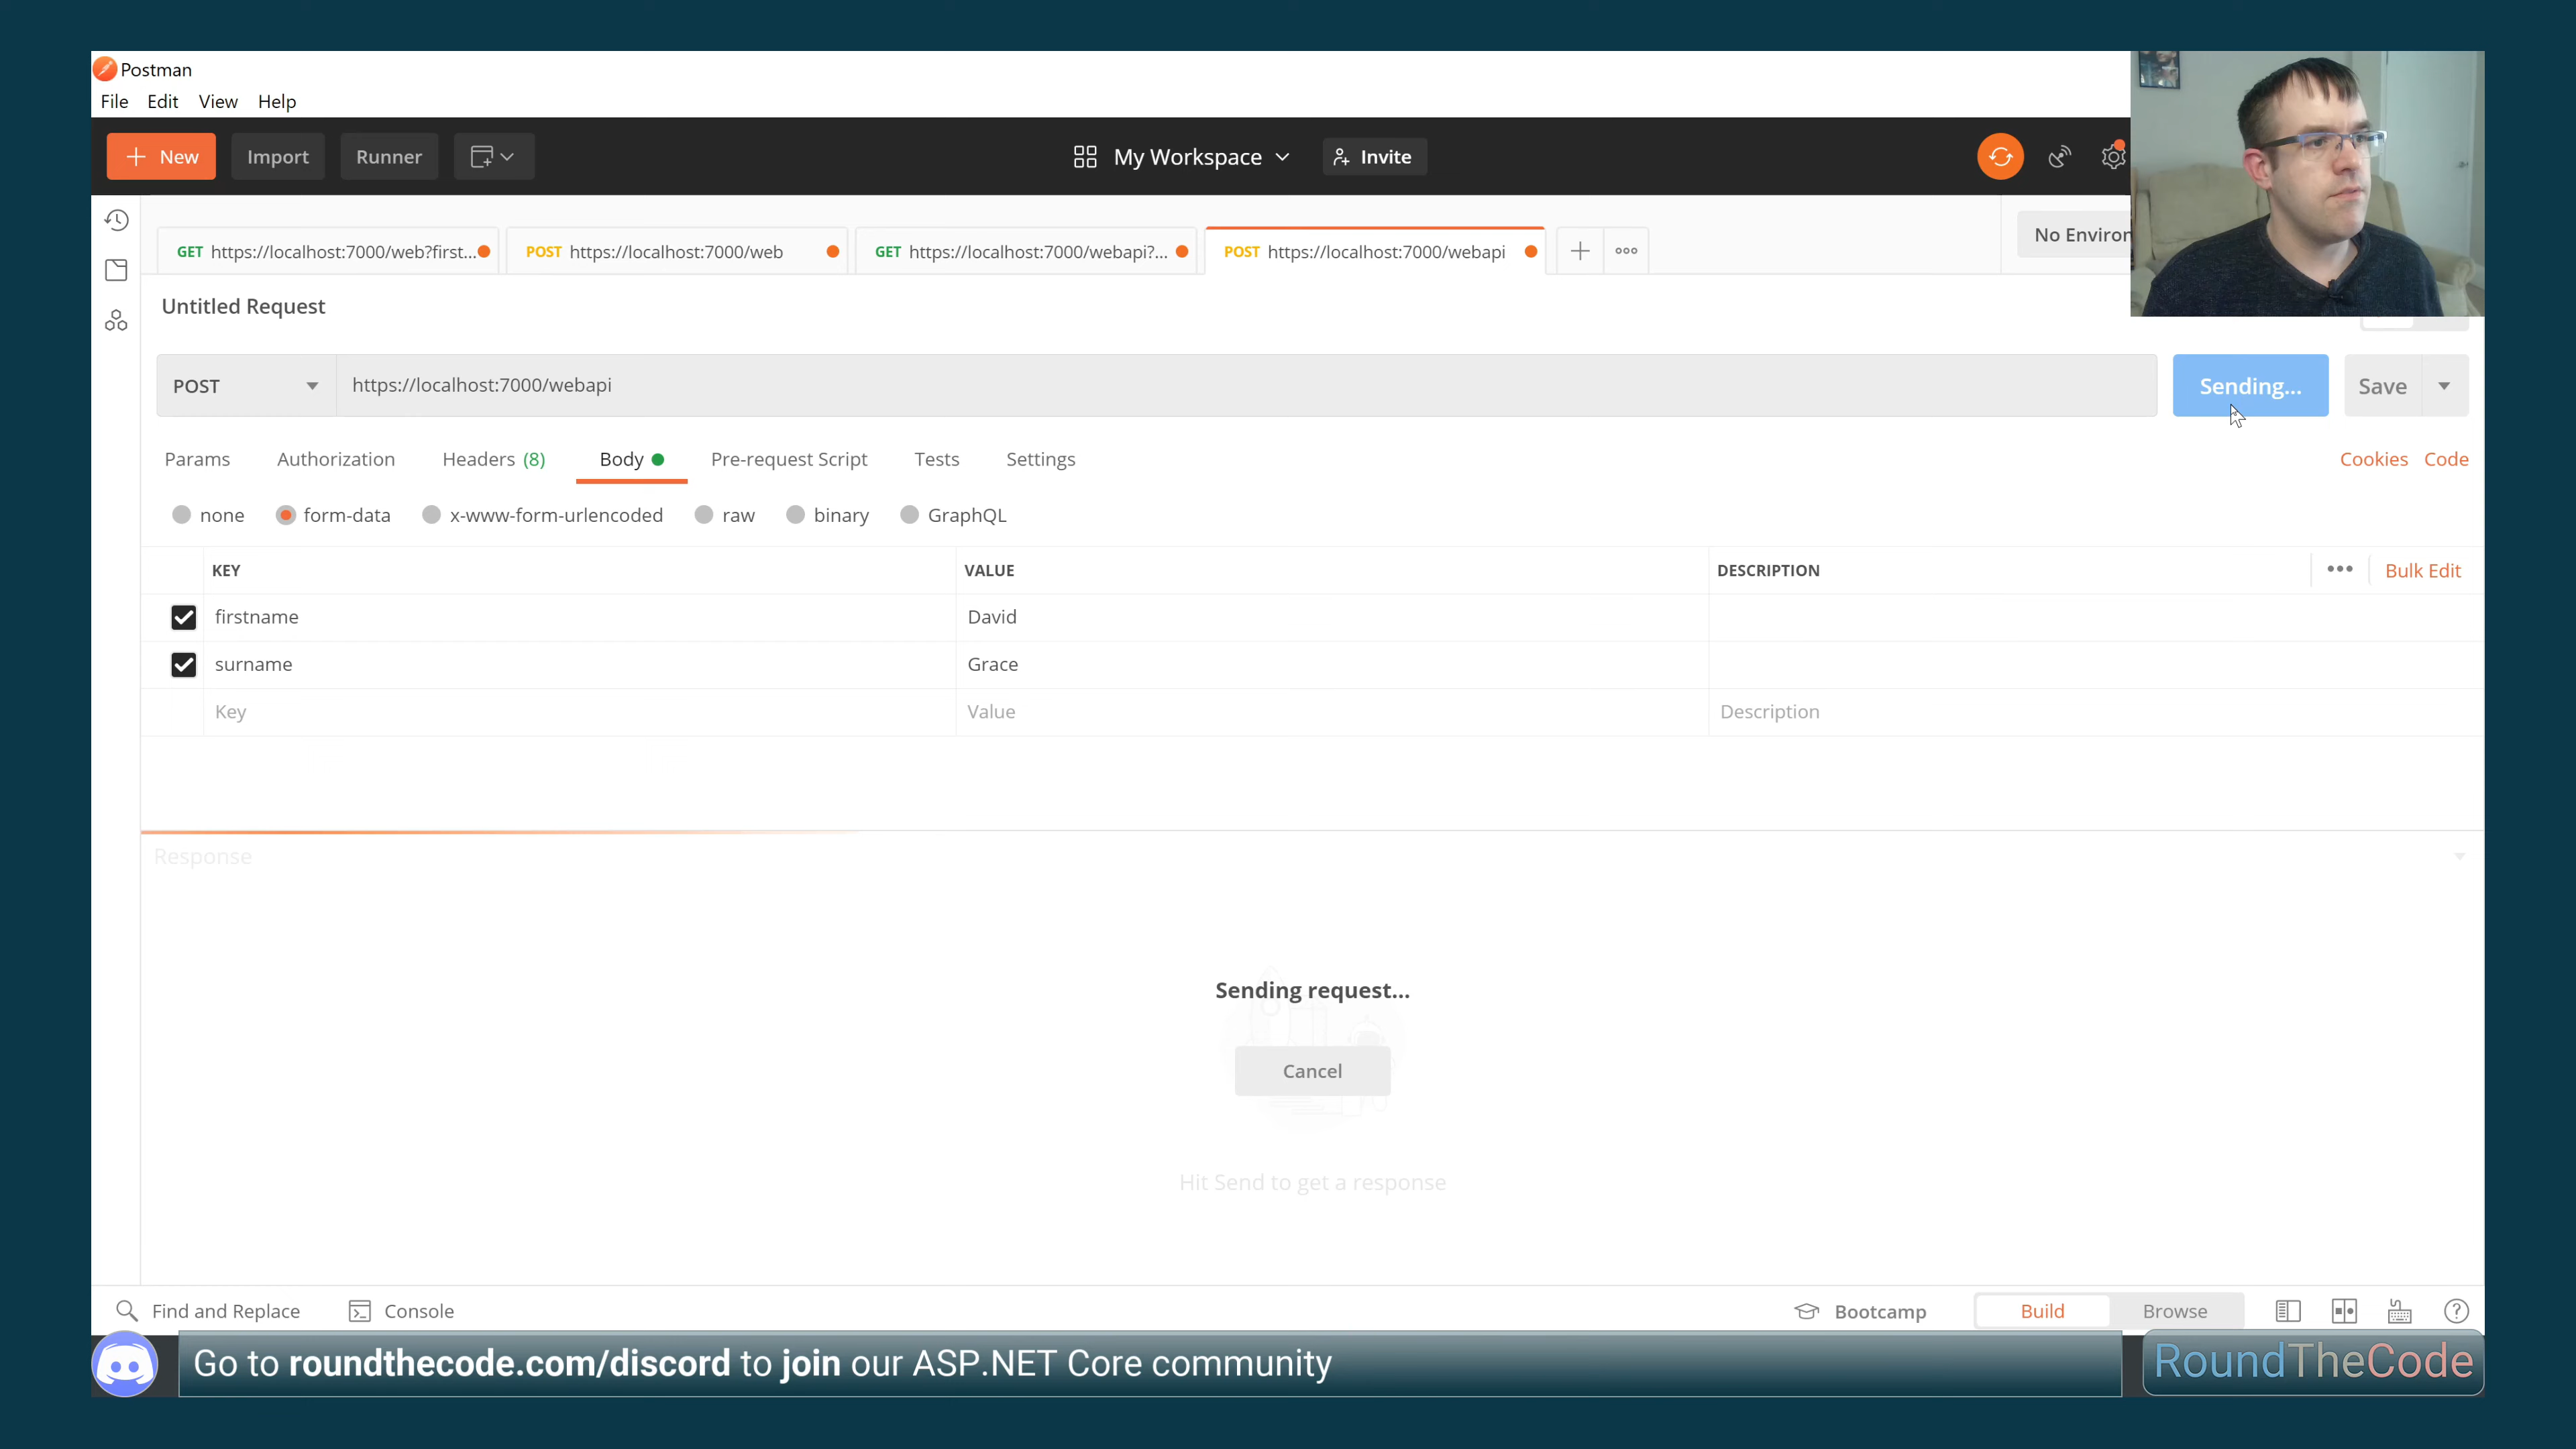 Postman
File Edit View Help
+ New Import Runner My Workspace Invite
GET https://localhost:7000/web?first... POST https://localhost:7000/web GET https://localhost:7000/webapi?... POST https://localhost:7000/webapi No Environ
Untitled Request
POST https://localhost:7000/webapi Sending... Save
Params Authorization Headers (8) Body Pre-request Script Tests Settings Cookies Code
none form-data x-www-form-urlencoded raw binary GraphQL
KEY VALUE DESCRIPTION Bulk Edit
firstname David
surname Grace
Key Value Description
Response
Sending request...
Cancel
Hit Send to get a response
Find and Replace Console Bootcamp Build Browse
Go to roundthecode.com/discord to join our ASP.NET Core community RoundTheCode